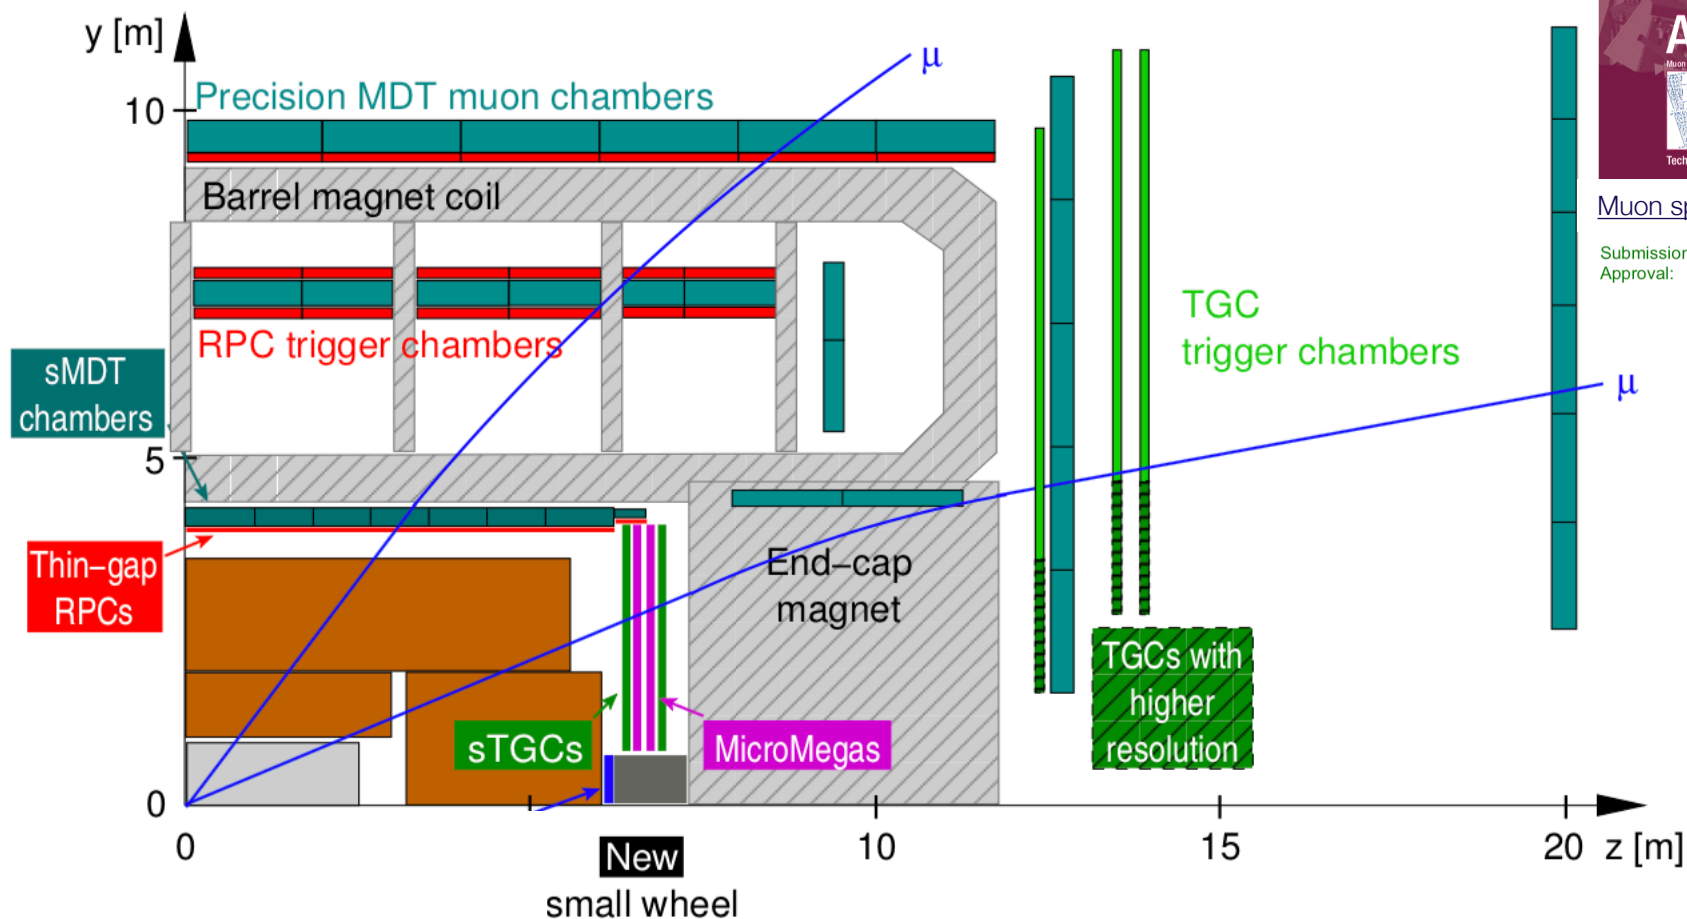 y [m]
μ
A
Muon
Precision MDT muon chambers
10
Tech
Barrel magnet coil
Muon sp
Submission
Approval:
TGC
trigger chambers
RPC trigger chambers
sMDT
chambers
μ
5
Thin-gap
RPCs
End-cap
magnet
TGCs with
higher
resolution
sTGCs
MicroMegas
0
0
10
15
20
z [m]
New
small wheel